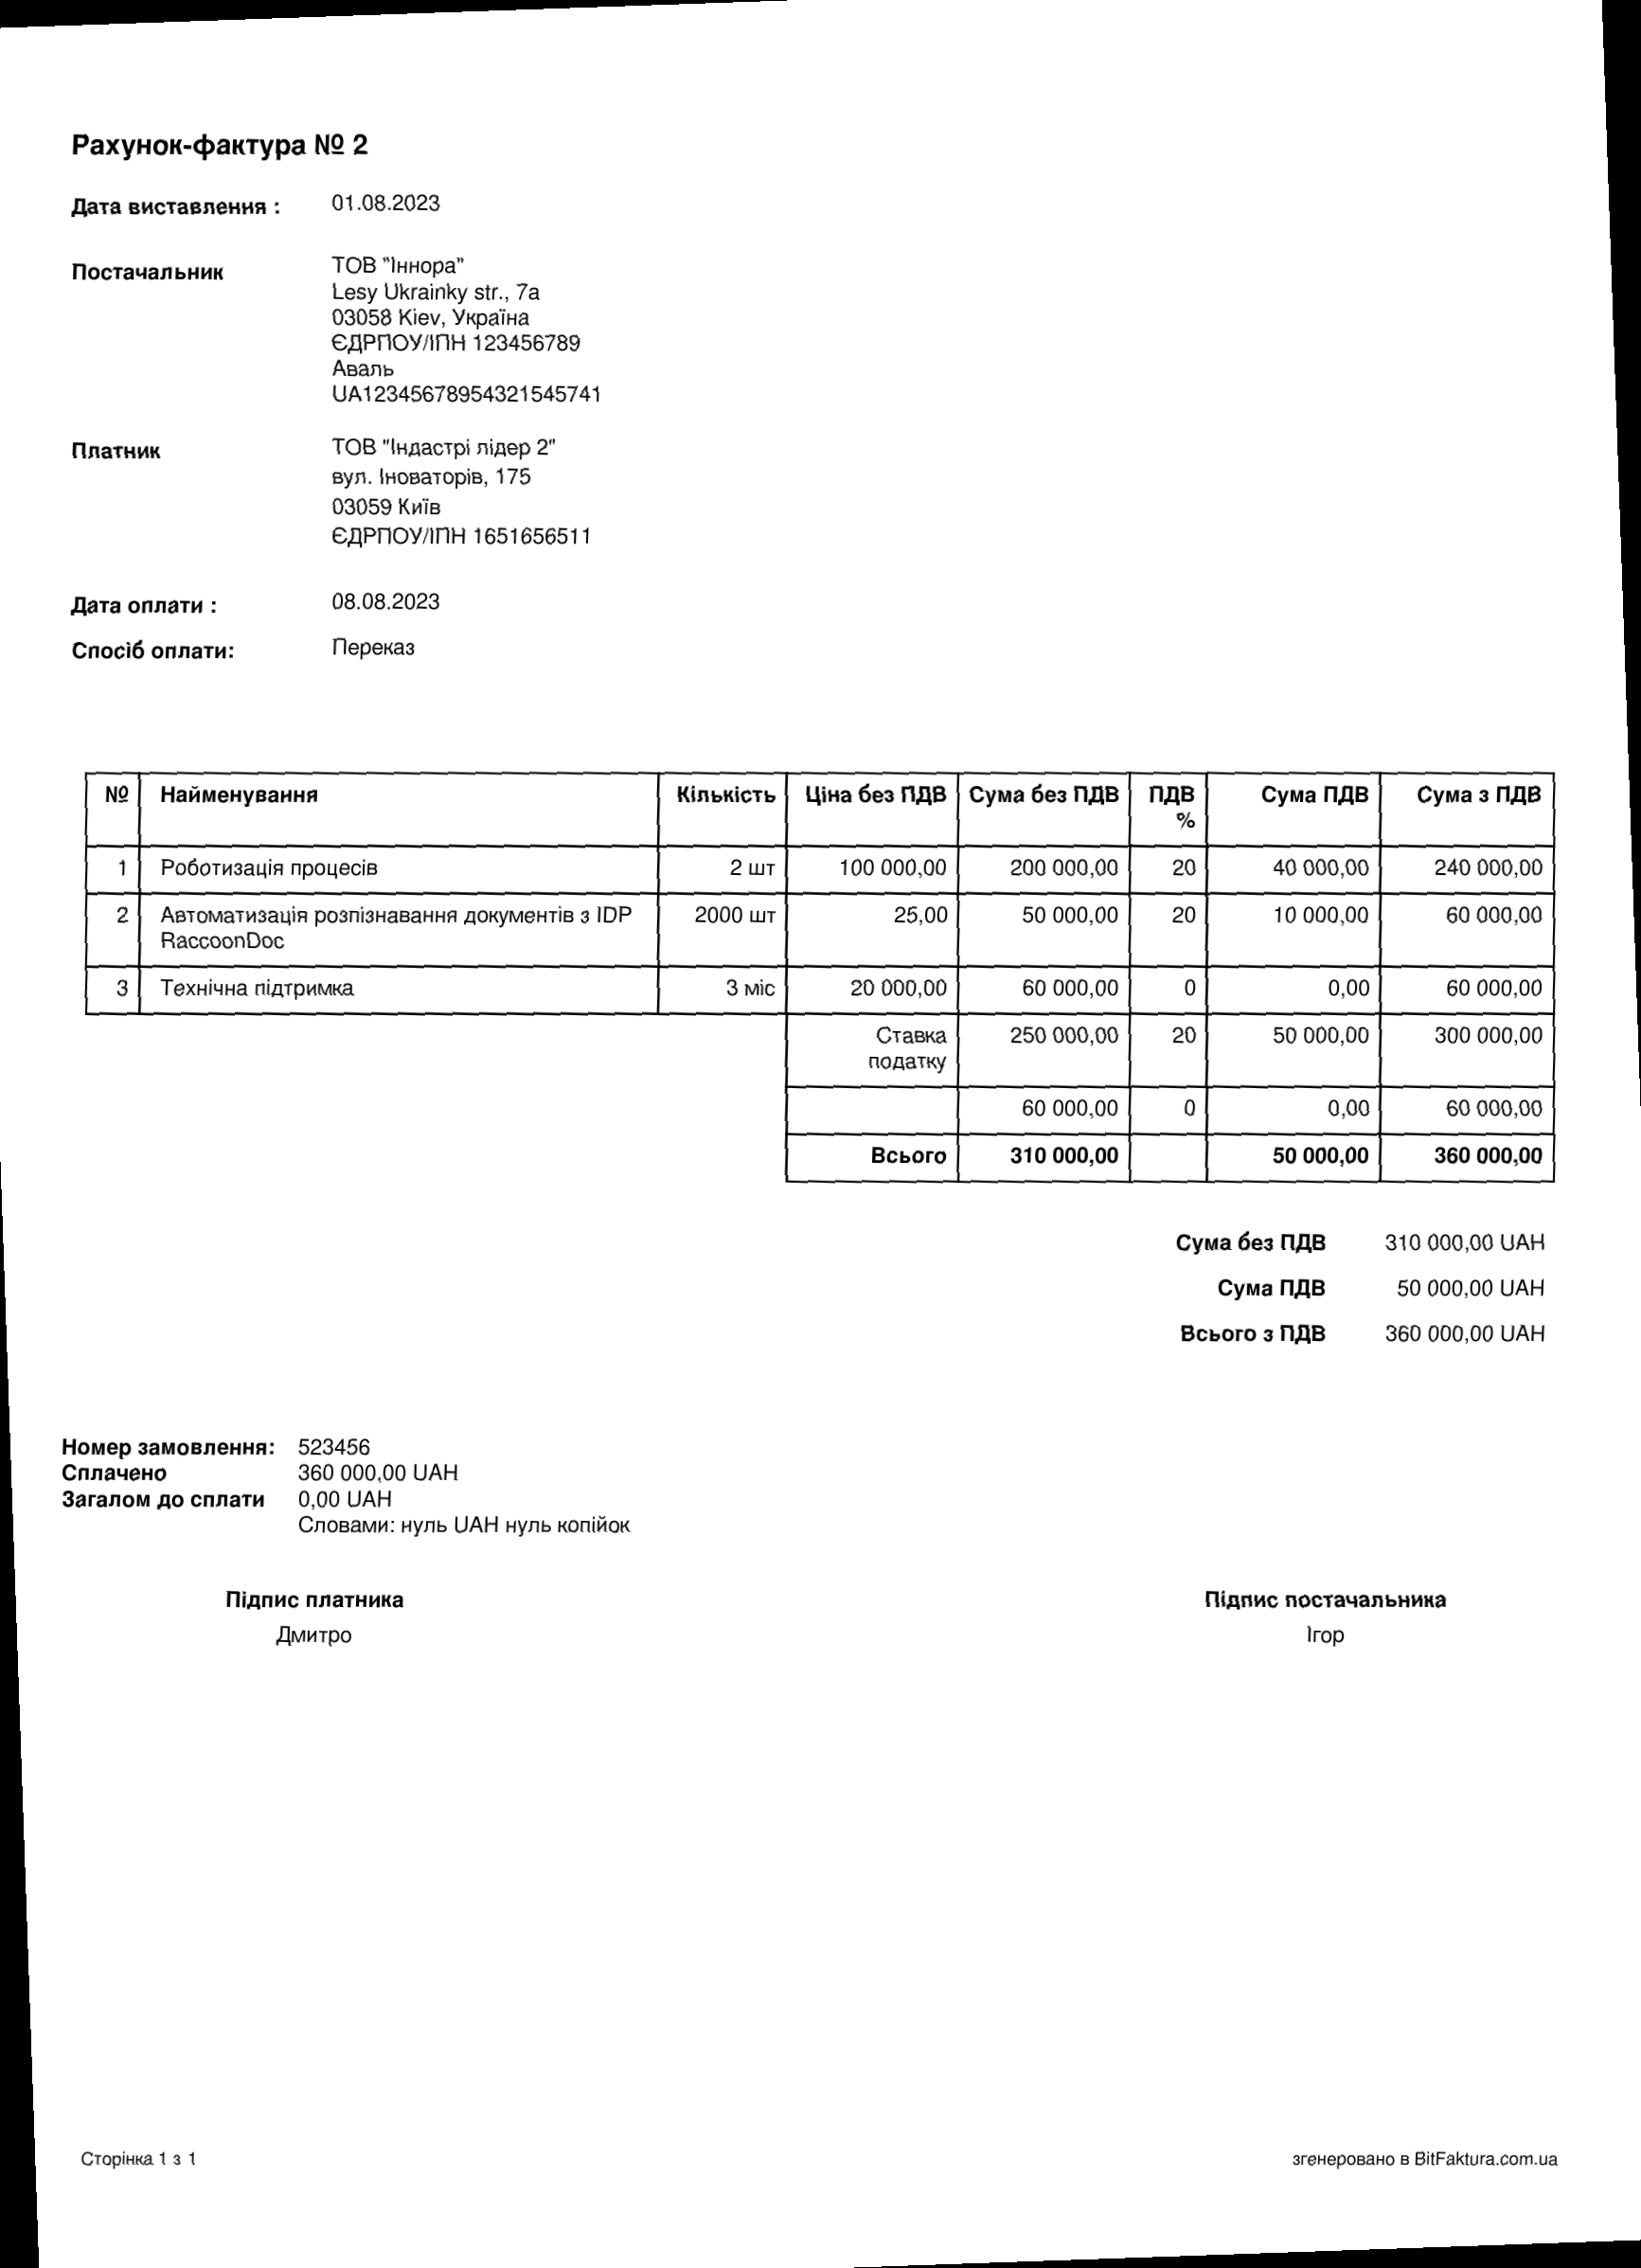 Рахунок-фактура № 2
Дата виставлення : 01.08.2023
Постачальник ТОВ "Іннора"
Lesy Ukrainky str., 7a
03058 Kiev, Україна
ЄДРПОУ/ІПН 123456789
Аваль
UA12345678954321545741
Платник ТОВ "Індастрі лідер 2"
вул. Іноваторів, 175
03059 Київ
ЄДРПОУ/ІПН 1651656511
Дата оплати : 08.08.2023
Спосіб оплати: Переказ
№ Найменування Кількість Ціна без ПДВ Сума без ПДВ ПДВ Сума ПДВ Сума з ПДВ
%
1 Роботизація процесів 2 шт 100 000,00 200 000,00 20 40 000,00 240 000,00
2 Автоматизація розпізнавання документів з IDP 2000 шт 25,00 50 000,00 20 10 000,00 60 000,00
RaccoonDoc
3 Технічна підтримка 3 міс 20 000,00 60 000,00 0 0,00 60 000,00
Ставка 250 000,00 20 50 000,00 300 000,00
податку
60 000,00 0 0,00 60 000,00
Всього 310 000,00 50 000,00 360 000,00
Сума без ПДВ 310 000,00 UAH
Сума ПДВ 50 000,00 UAH
Всього з ПДВ 360 000,00 UAH
Номер замовлення: 523456
Сплачено 360 000,00 UAH
Загалом до сплати 0,00 UAH
Словами: нуль UAH нуль копійок
Підпис платника Підпис постачальника
Дмитро Ігор
Сторінка 1 з 1 згенеровано в BitFaktura.com.ua